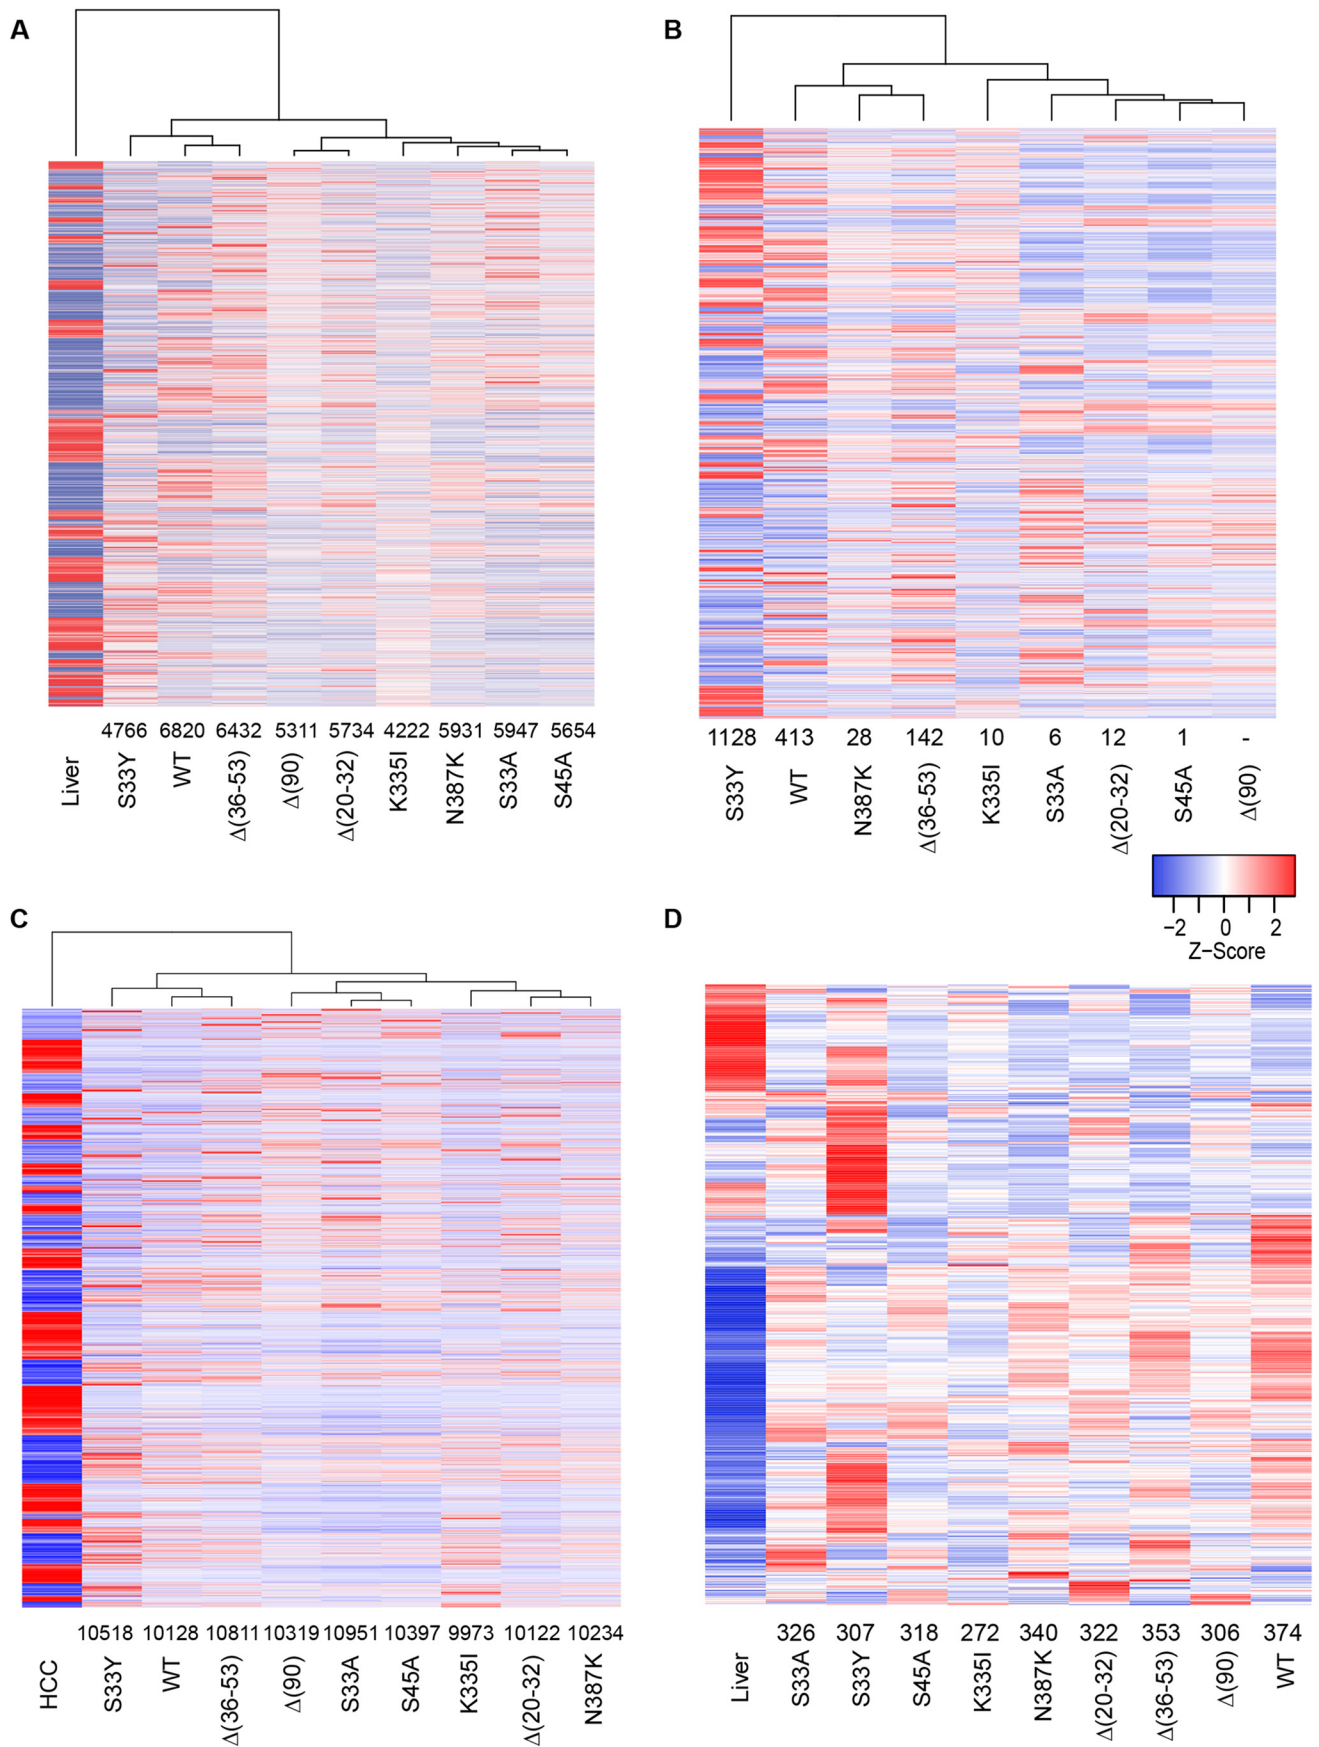 A
4766 6820 6432 5311 5734 4222 5931 5947 5654
Liver S33Y WT Δ(36-53) Δ(90) Δ(20-32) K335I N387K S33A S45A
B
1128 413 28 142 10 6 12 1 -
S33Y WT N387K Δ(36-53) K335I S33A Δ(20-32) S45A Δ(90)
−2 0 2
Z−Score
C
10518 10128 10811 10319 10951 10397 9973 10122 10234
HCC S33Y WT Δ(36-53) Δ(90) S33A S45A K335I Δ(20-32) N387K
D
326 307 318 272 340 322 353 306 374
Liver S33A S33Y S45A K335I N387K Δ(20-32) Δ(36-53) Δ(90) WT